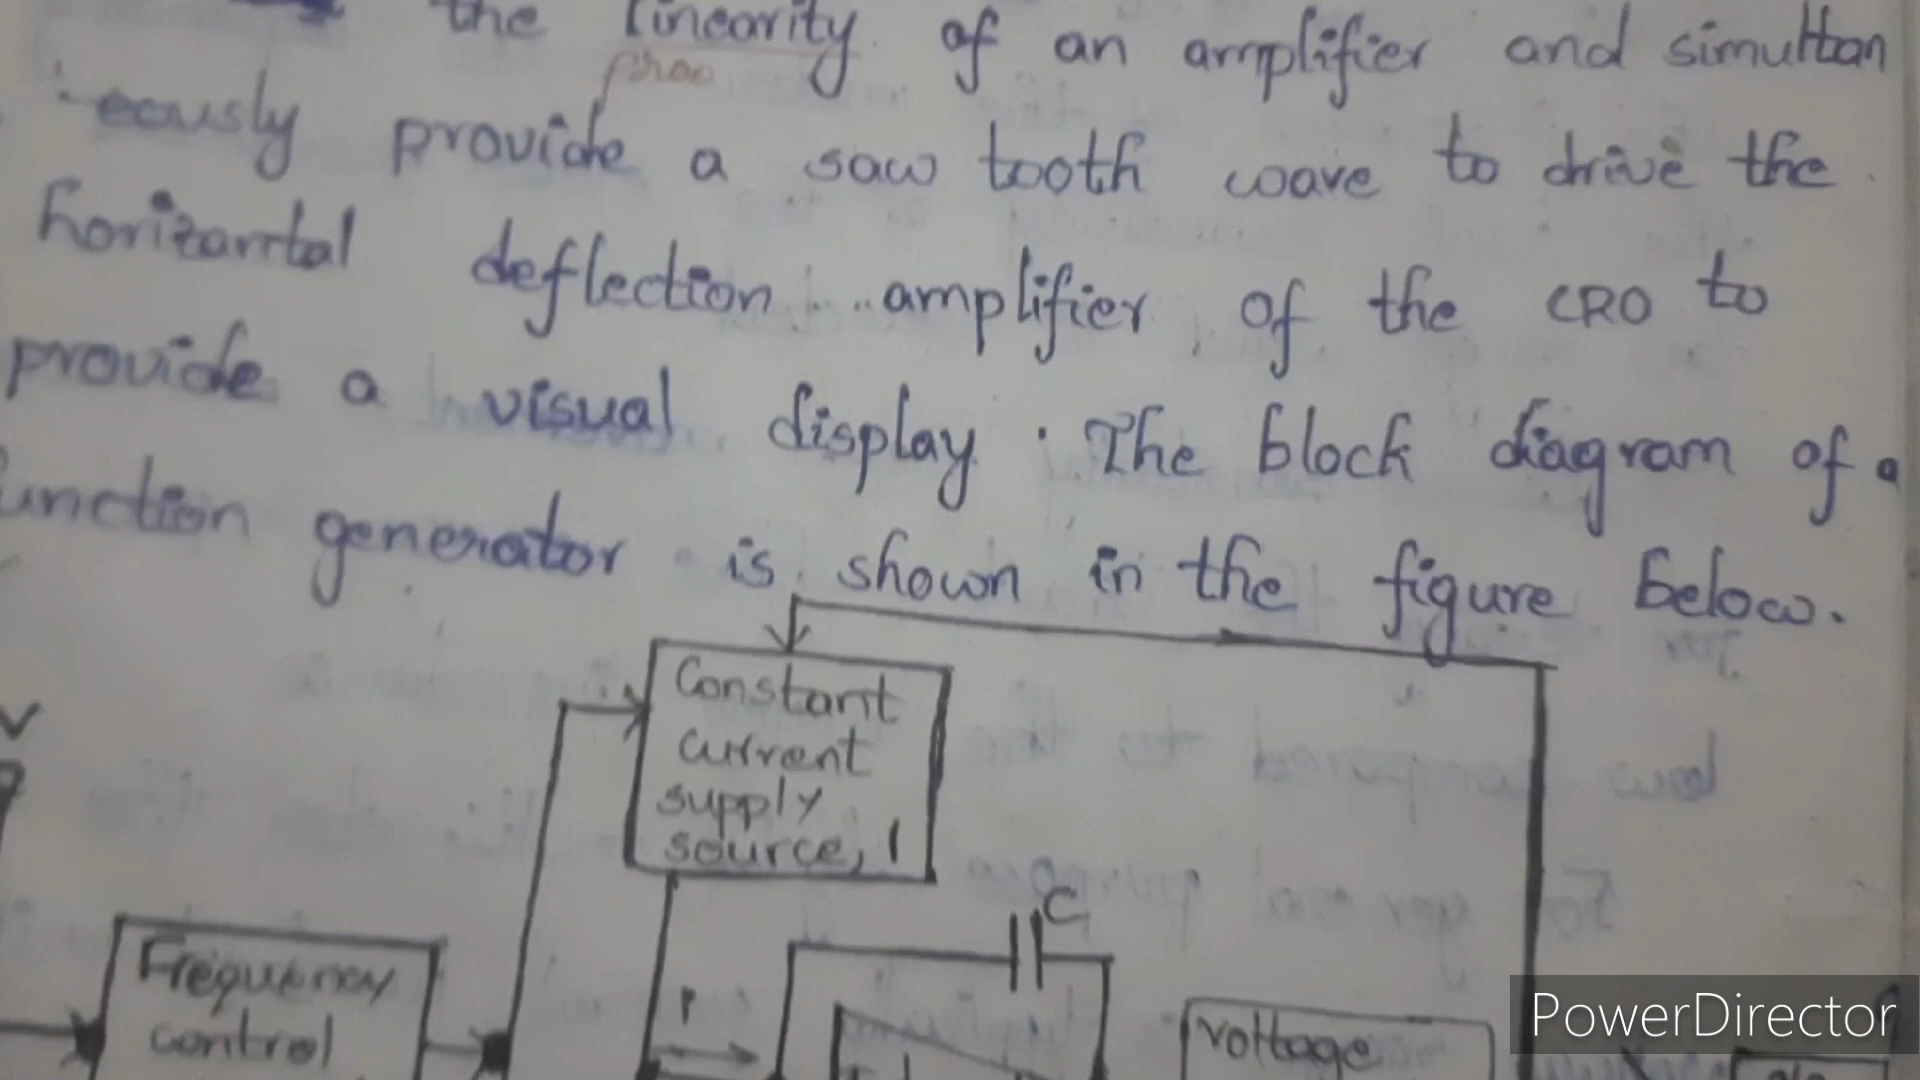 the linearity of an amplifier and simultan
eously provide a saw tooth wave to drive the
horizantal deflection amplifier of the CRO to
provide a visual display. The block diagram of a
function generator is shown in the figure below.
Constant
current
supply
source, I
C
Frequency
control
voltage
PowerDirector